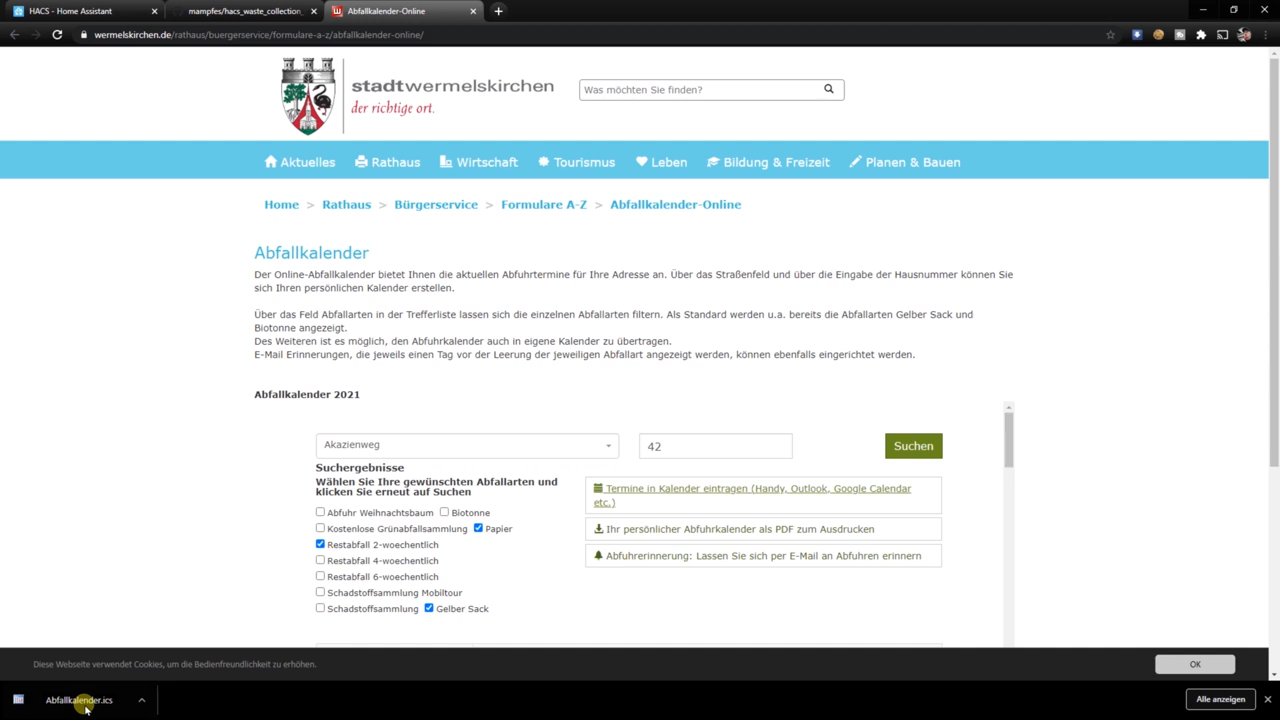 HACS - Home Assistant
mampfes/hacs_waste_collection_
Abfallkalender-Online
wermelskirchen.de/rathaus/buergerservice/formulare-a-z/abfallkalender-online/
stadtwermelskirchen
der richtige ort.
Was möchten Sie finden?
Aktuelles Rathaus Wirtschaft Tourismus Leben Bildung & Freizeit Planen & Bauen
Home > Rathaus > Bürgerservice > Formulare A-Z > Abfallkalender-Online
Abfallkalender
Der Online-Abfallkalender bietet Ihnen die aktuellen Abfuhrtermine für Ihre Adresse an. Über das Straßenfeld und über die Eingabe der Hausnummer können Sie
sich Ihren persönlichen Kalender erstellen.
Über das Feld Abfallarten in der Trefferliste lassen sich die einzelnen Abfallarten filtern. Als Standard werden u.a. bereits die Abfallarten Gelber Sack und
Biotonne angezeigt.
Des Weiteren ist es möglich, den Abfuhrkalender auch in eigene Kalender zu übertragen.
E-Mail Erinnerungen, die jeweils einen Tag vor der Leerung der jeweiligen Abfallart angezeigt werden, können ebenfalls eingerichtet werden.
Abfallkalender 2021
Akazienweg 42 Suchen
Suchergebnisse
Wählen Sie Ihre gewünschten Abfallarten und
klicken Sie erneut auf Suchen
Abfuhr Weihnachtsbaum Biotonne
Kostenlose Grünabfallsammlung Papier
Restabfall 2-woechentlich
Restabfall 4-woechentlich
Restabfall 6-woechentlich
Schadstoffsammlung Mobiltour
Schadstoffsammlung Gelber Sack
Termine in Kalender eintragen (Handy, Outlook, Google Calendar
etc.)
Ihr persönlicher Abfuhrkalender als PDF zum Ausdrucken
Abfuhrerinnerung: Lassen Sie sich per E-Mail an Abfuhren erinnern
Diese Webseite verwendet Cookies, um die Bedienfreundlichkeit zu erhöhen.
OK
Abfallkalender.ics
Alle anzeigen